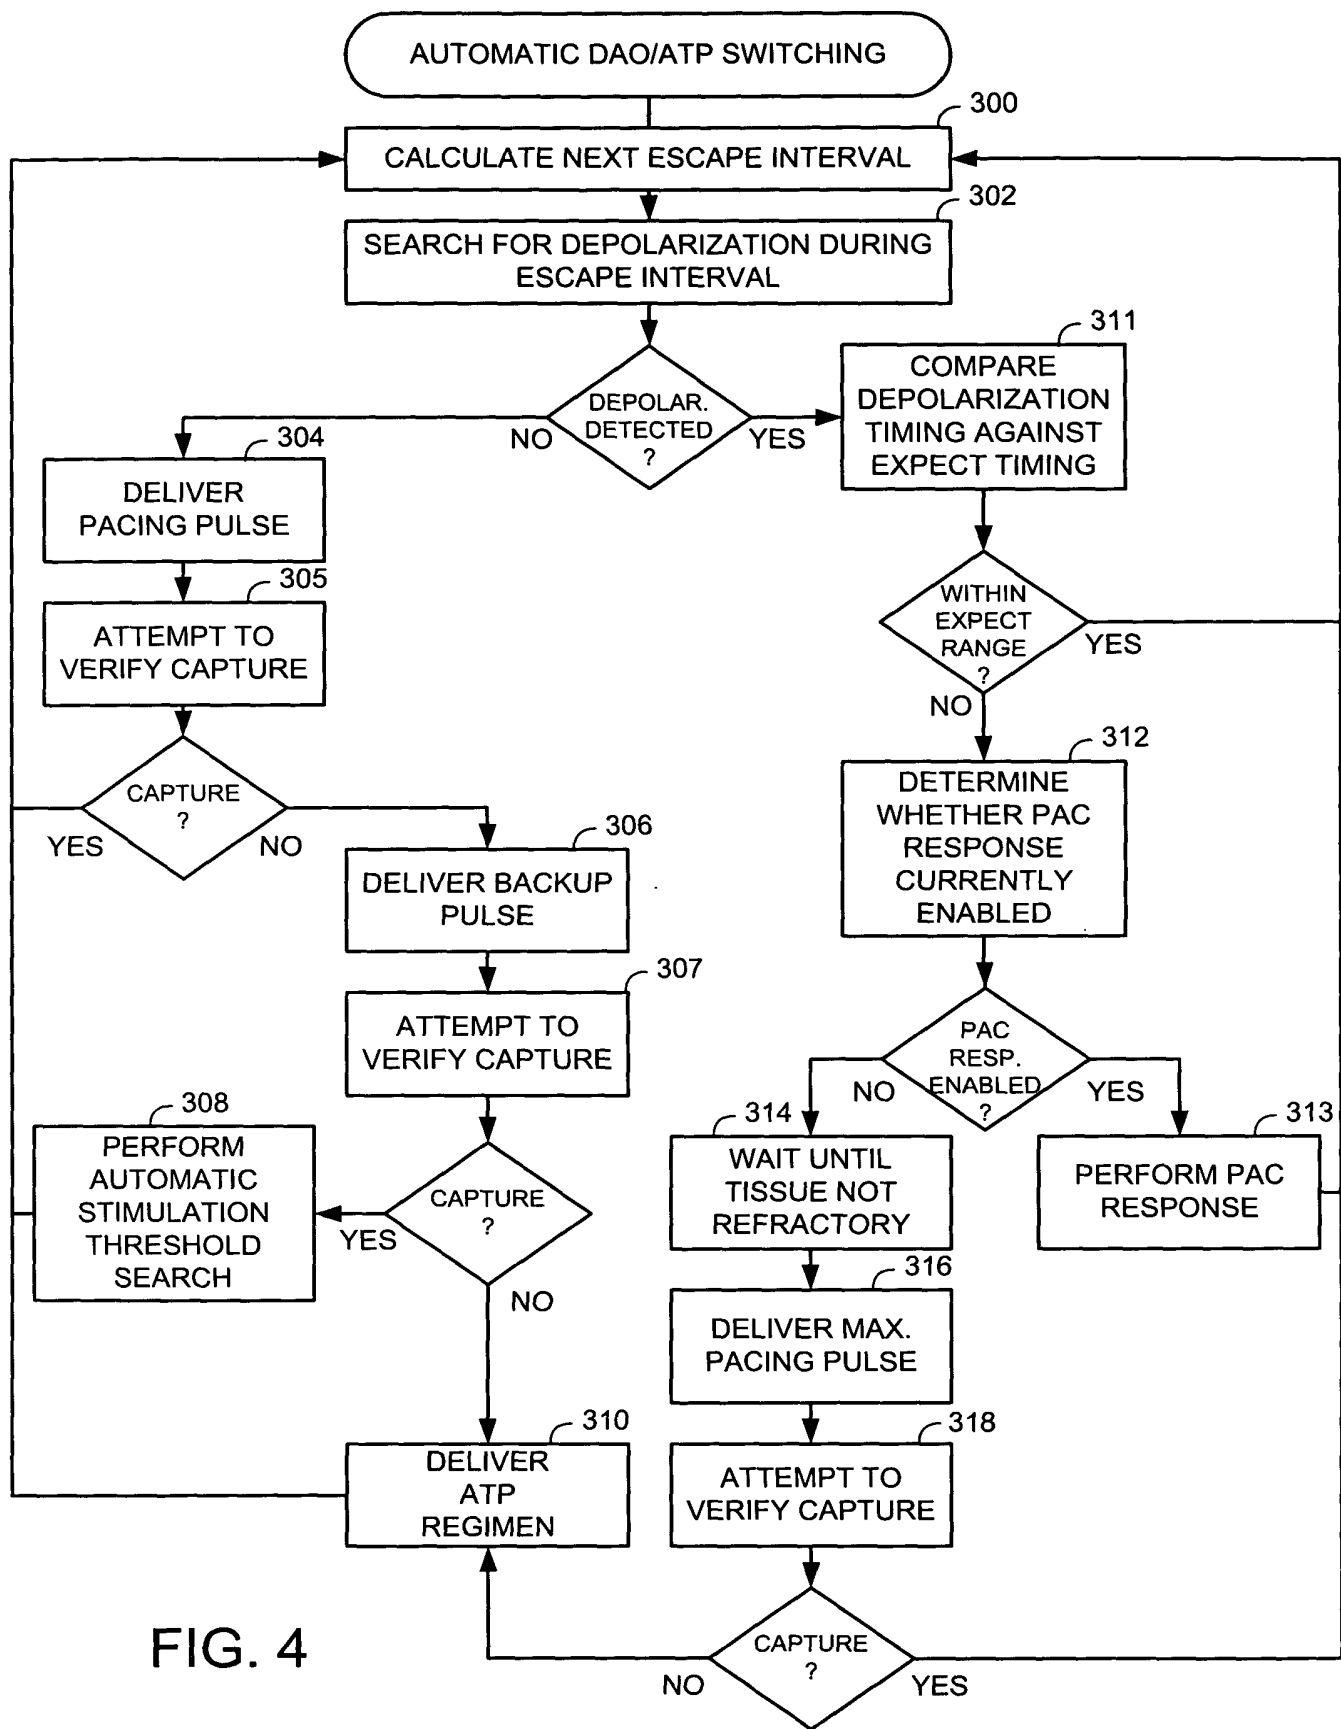 AUTOMATIC DAO/ATP SWITCHING
300
CALCULATE NEXT ESCAPE INTERVAL
302
SEARCH FOR DEPOLARIZATION DURING
ESCAPE INTERVAL
DEPOLAR.
DETECTED
?
NO
YES
311
COMPARE
DEPOLARIZATION
TIMING AGAINST
EXPECT TIMING
304
DELIVER
PACING PULSE
305
ATTEMPT TO
VERIFY CAPTURE
CAPTURE
?
YES
NO
WITHIN
EXPECT
RANGE
?
YES
NO
312
DETERMINE
WHETHER PAC
RESPONSE
CURRENTLY
ENABLED
306
DELIVER BACKUP
PULSE
307
ATTEMPT TO
VERIFY CAPTURE
CAPTURE
?
YES
NO
308
PERFORM
AUTOMATIC
STIMULATION
THRESHOLD
SEARCH
PAC
RESP.
ENABLED
?
NO
YES
314
WAIT UNTIL
TISSUE NOT
REFRACTORY
313
PERFORM PAC
RESPONSE
316
DELIVER MAX.
PACING PULSE
318
ATTEMPT TO
VERIFY CAPTURE
310
DELIVER
ATP
REGIMEN
CAPTURE
?
NO
YES
FIG. 4